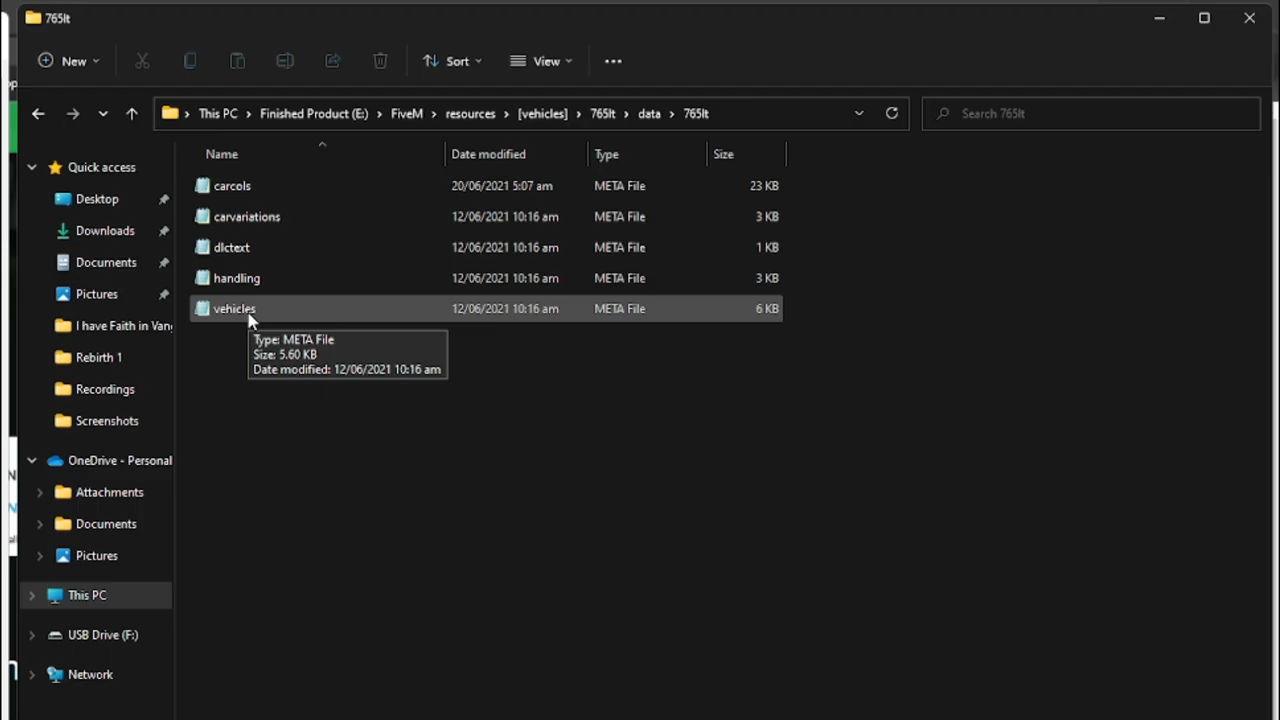 765lt
New
Sort
View
This PC
Finished Product (E:)
FiveM
resources
[vehicles]
765lt
data
765lt
Search 765lt
Name
Date modified
Type
Size
carcols 20/06/2021 5:07 am META File 23 KB
carvariations 12/06/2021 10:16 am META File 3 KB
dlctext 12/06/2021 10:16 am META File 1 KB
handling 12/06/2021 10:16 am META File 3 KB
vehicles 12/06/2021 10:16 am META File 6 KB
Type: META File
Size: 5.60 KB
Date modified: 12/06/2021 10:16 am
Quick access
Desktop
Downloads
Documents
Pictures
I have Faith in Vang
Rebirth 1
Recordings
Screenshots
OneDrive - Personal
Attachments
Documents
Pictures
This PC
USB Drive (F:)
Network